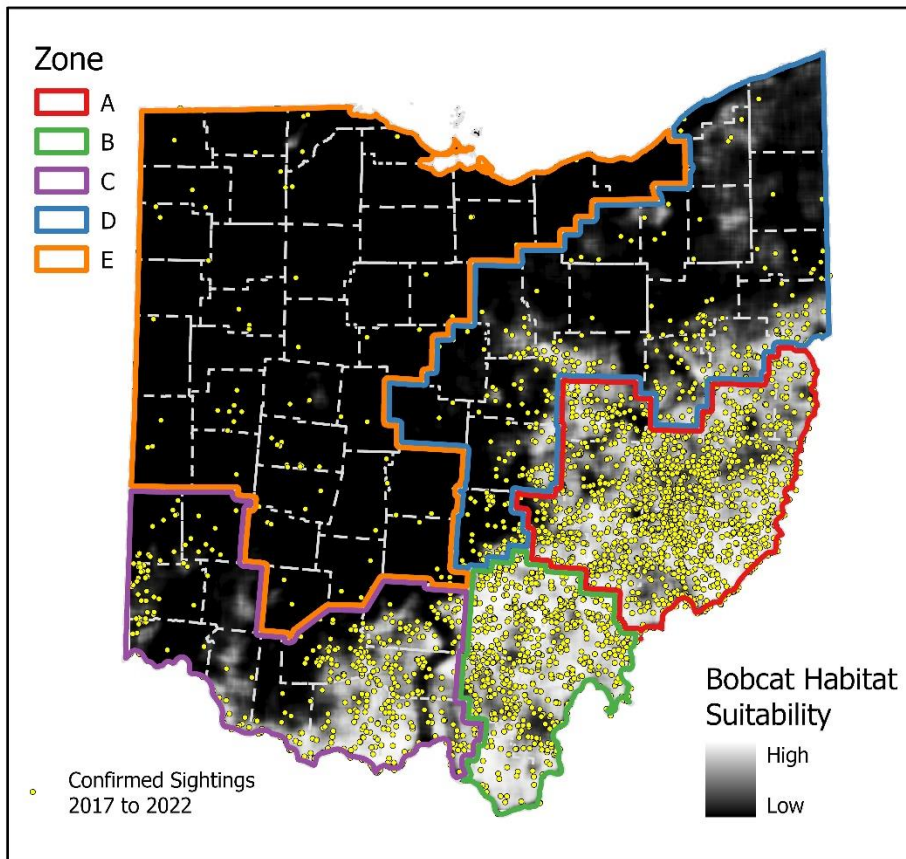 Zone
A
B
C
D
E
Bobcat Habitat
Suitability
High
Low
Confirmed Sightings
2017 to 2022